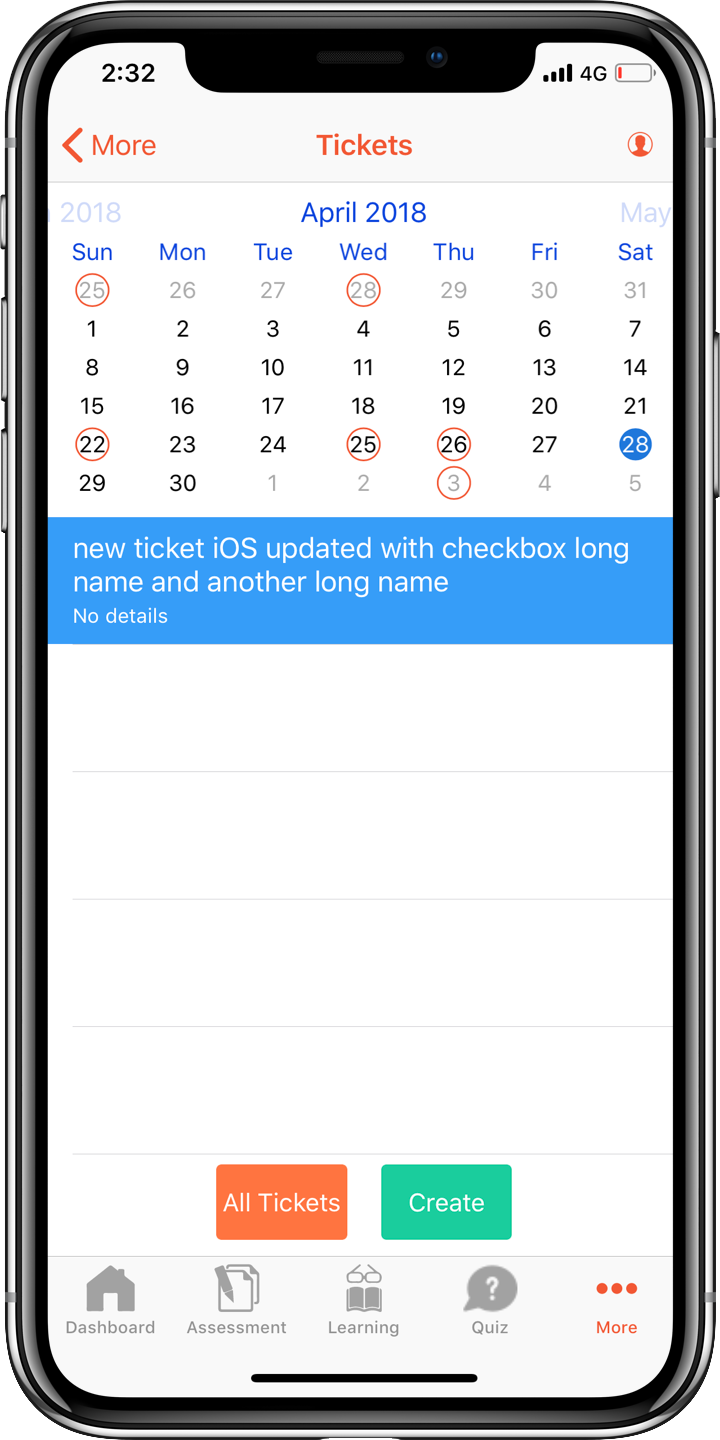 2:32 4G
More Tickets
2018 April 2018 May
Sun Mon Tue Wed Thu Fri Sat
25 26 27 28 29 30 31
1 2 3 4 5 6 7
8 9 10 11 12 13 14
15 16 17 18 19 20 21
22 23 24 25 26 27 28
29 30 1 2 3 4 5
new ticket iOS updated with checkbox long
name and another long name
No details
All Tickets Create
Dashboard Assessment Learning Quiz More